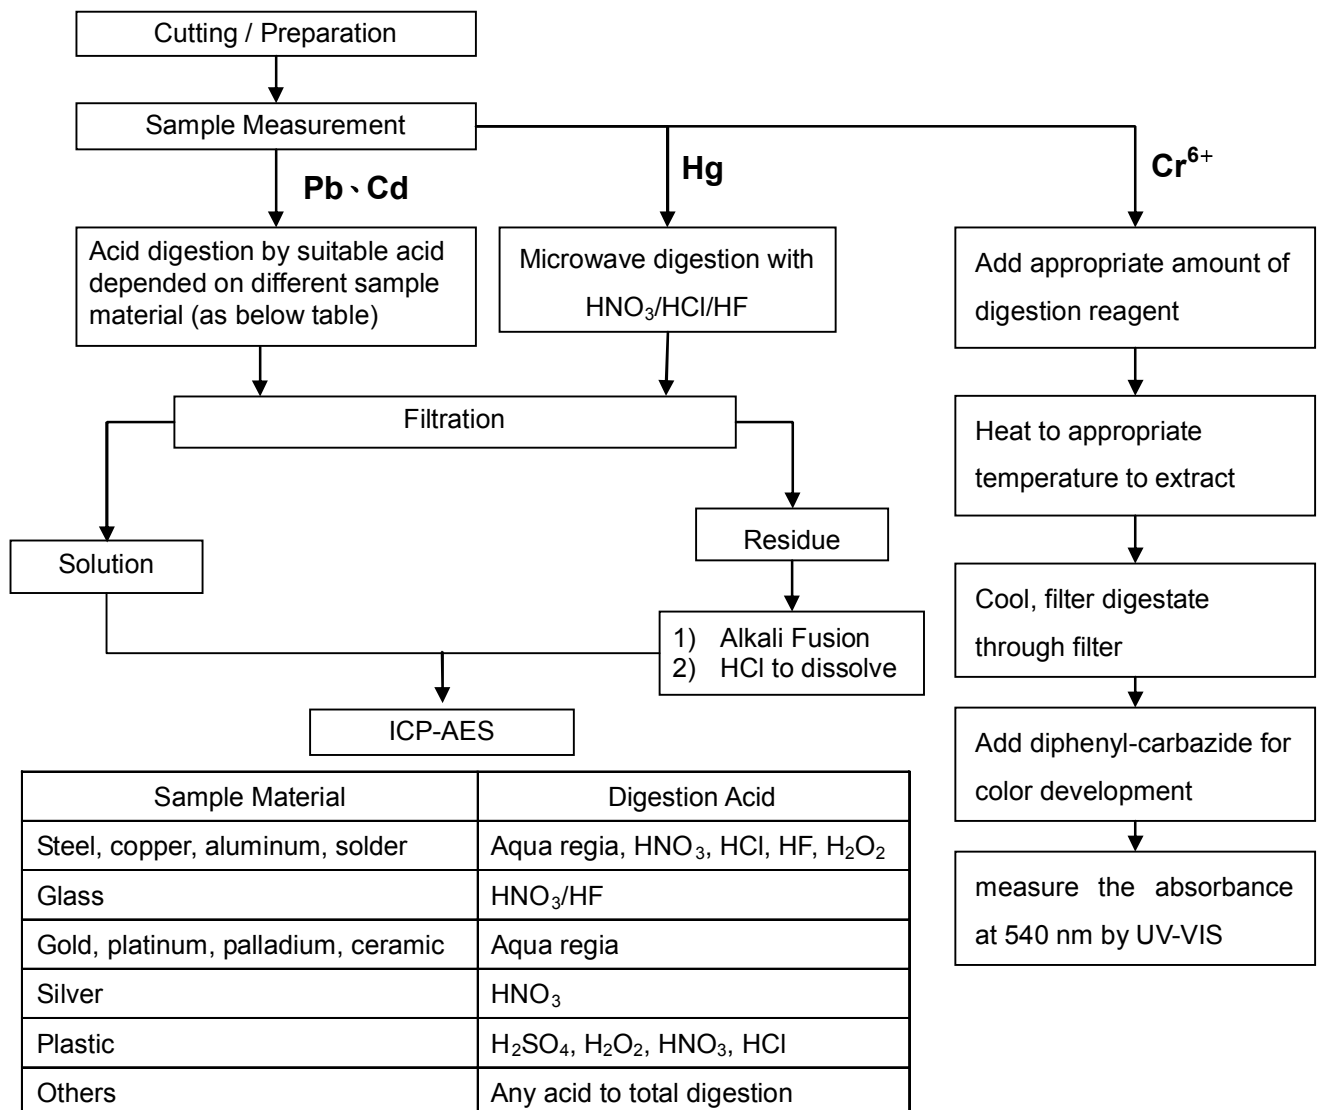 Cutting / Preparation
Sample Measurement
Pb、Cd
Hg
Cr⁶⁺
Acid digestion by suitable acid
depended on different sample
material (as below table)
Microwave digestion with
HNO₃/HCl/HF
Add appropriate amount of
digestion reagent
Filtration
Heat to appropriate
temperature to extract
Solution
Residue
Cool, filter digestate
through filter
1) Alkali Fusion
2) HCl to dissolve
ICP-AES
Add diphenyl-carbazide for
color development
measure the absorbance
at 540 nm by UV-VIS
Sample Material Digestion Acid
Steel, copper, aluminum, solder Aqua regia, HNO₃, HCl, HF, H₂O₂
Glass HNO₃/HF
Gold, platinum, palladium, ceramic Aqua regia
Silver HNO₃
Plastic H₂SO₄, H₂O₂, HNO₃, HCl
Others Any acid to total digestion